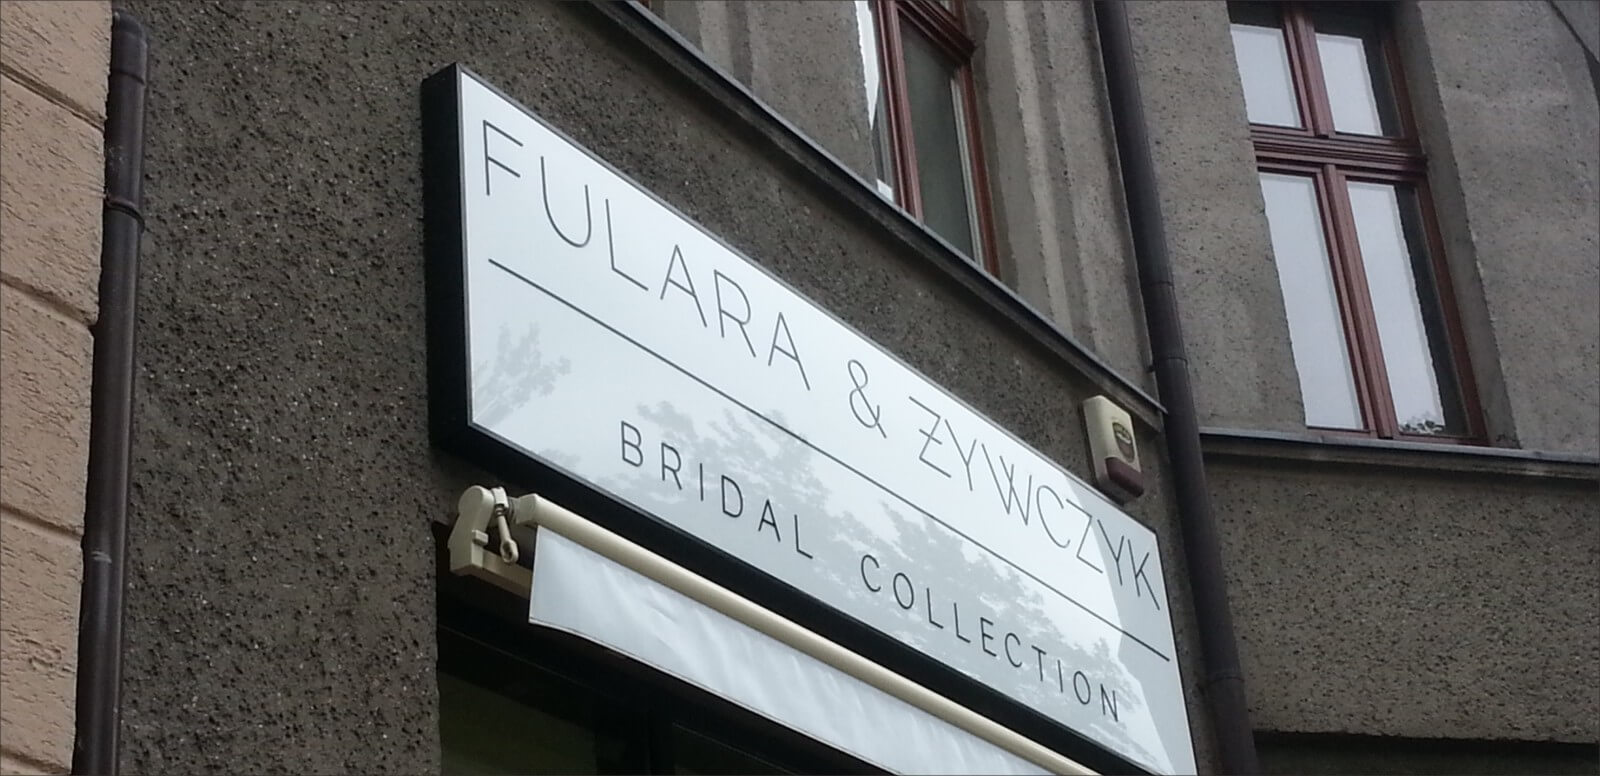 FULARA & ŻYWCZYK
BRIDAL COLLECTION